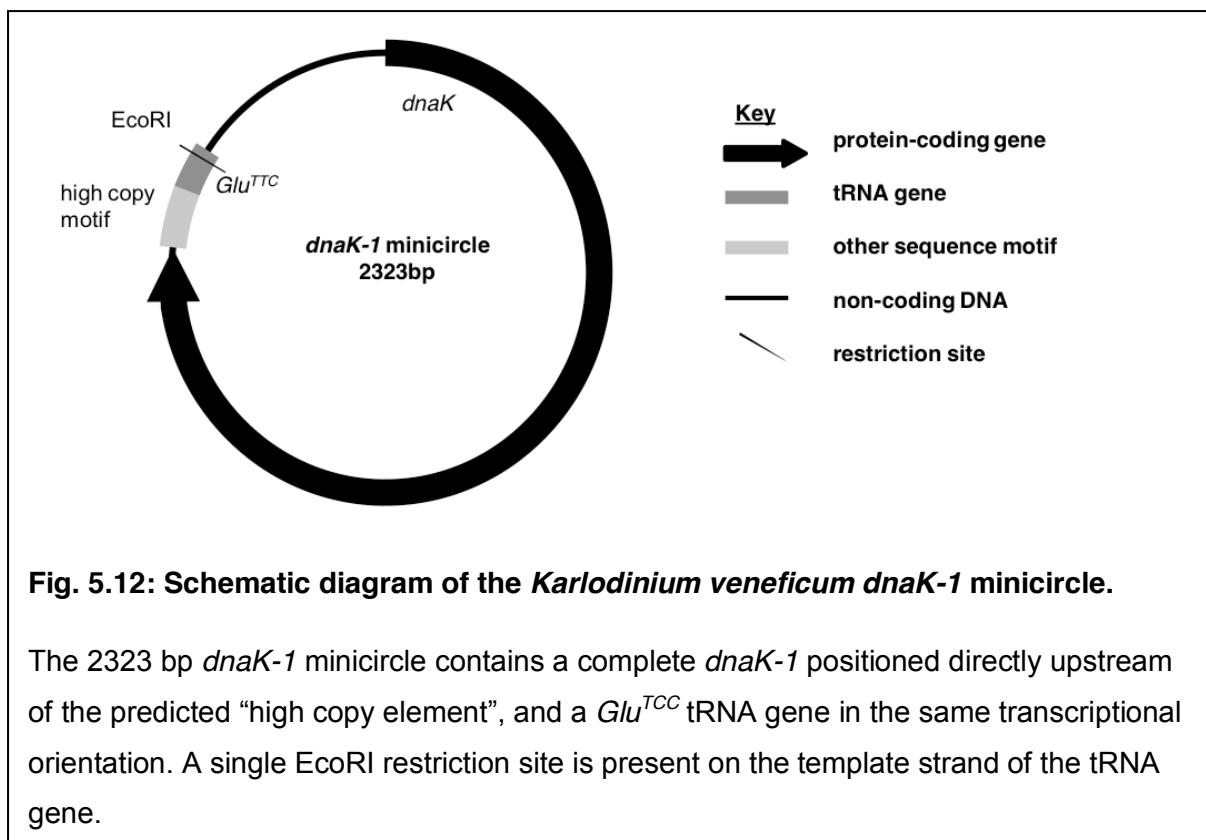 dnaK
EcoRI
Glu^TTC
high copy
motif
dnaK-1 minicircle
2323bp
Key
protein-coding gene
tRNA gene
other sequence motif
non-coding DNA
restriction site
Fig. 5.12: Schematic diagram of the Karlodinium veneficum dnaK-1 minicircle.
The 2323 bp dnaK-1 minicircle contains a complete dnaK-1 positioned directly upstream
of the predicted “high copy element”, and a Glu^TCC tRNA gene in the same transcriptional
orientation. A single EcoRI restriction site is present on the template strand of the tRNA
gene.